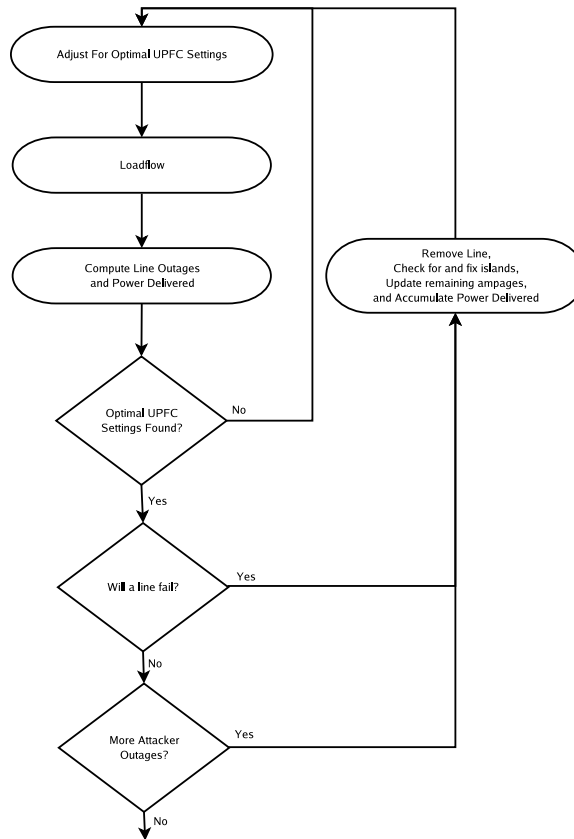 Adjust For Optimal UPFC Settings
Loadflow
Compute Line Outages
and Power Delivered
Remove Line,
Check for and fix islands,
Update remaining ampages,
and Accumulate Power Delivered
Optimal UPFC
Settings Found?
No
Yes
Will a line fail?
Yes
No
More Attacker
Outages?
Yes
No